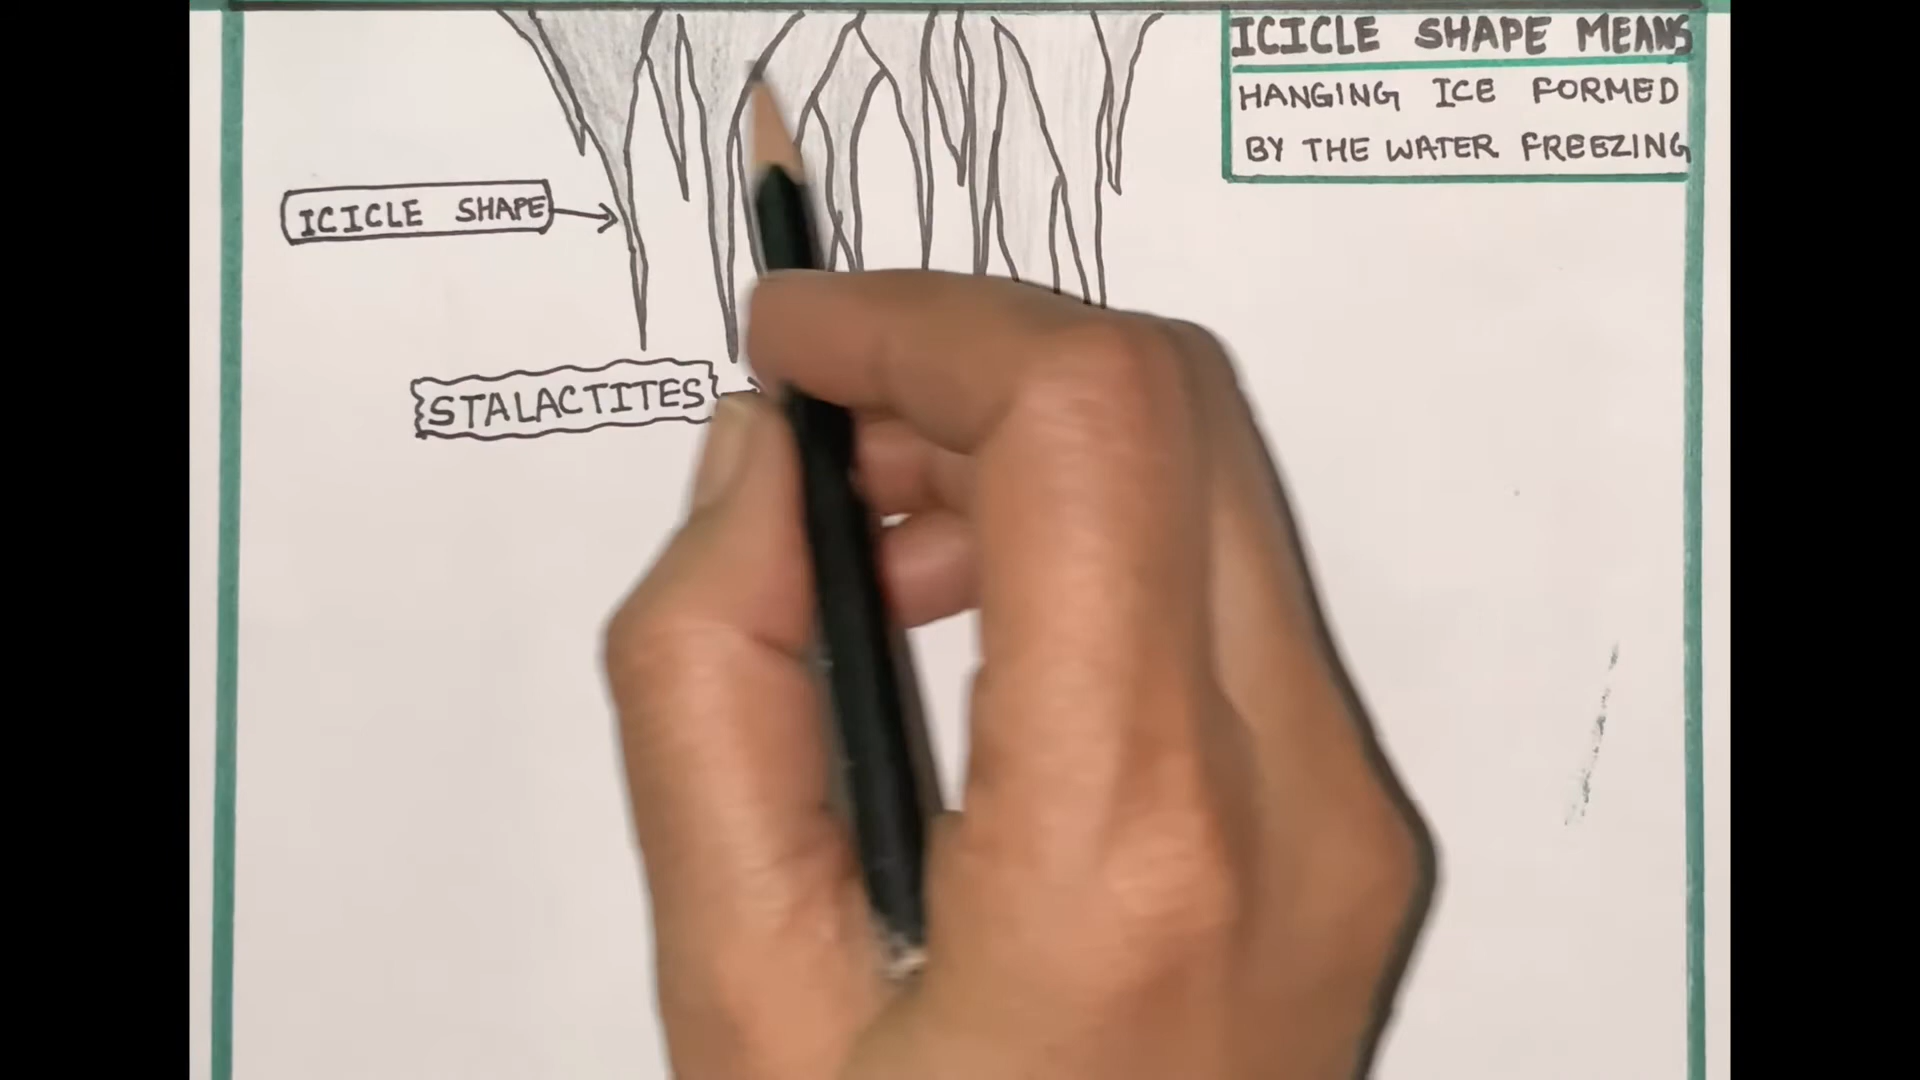 ICICLE SHAPE MEANS
HANGING ICE FORMED
BY THE WATER FREEZING
ICICLE SHAPE
STALACTITES